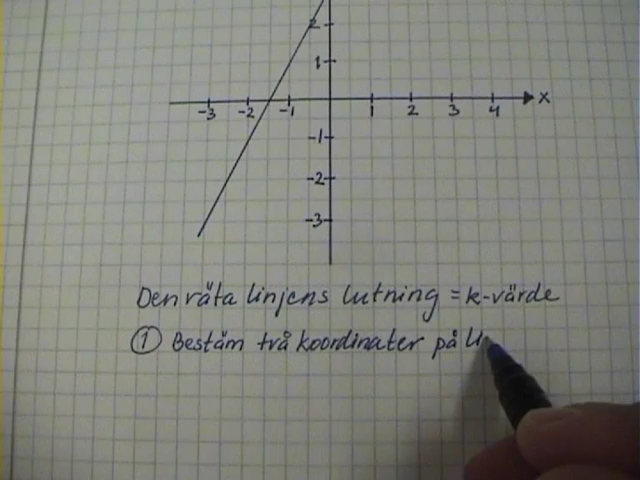 2
1
-3 -2 -1 1 2 3 4 x
-1
-2
-3
Den räta linjens lutning = k-värde
① Bestäm två koordinater på li